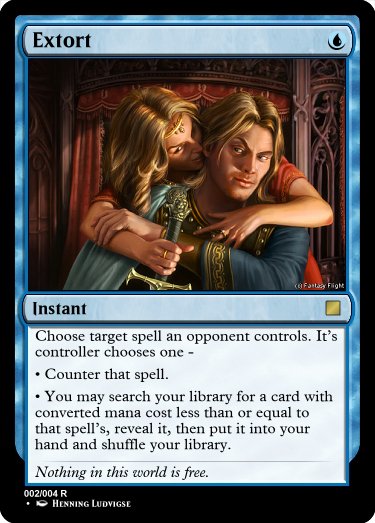 Extort
(c) Fantasy Flight
Instant
Choose target spell an opponent controls. It's
controller chooses one -
• Counter that spell.
• You may search your library for a card with
converted mana cost less than or equal to
that spell's, reveal it, then put it into your
hand and shuffle your library.
Nothing in this world is free.
002/004 R
• Henning Ludvigse